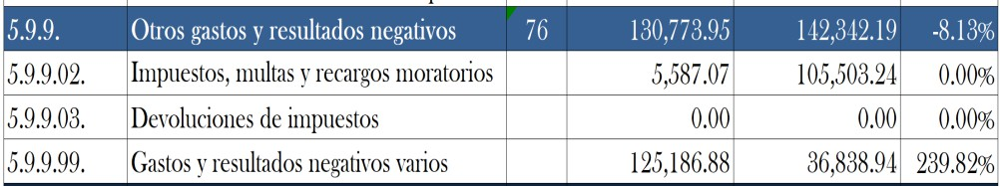 5.9.9. Otros gastos y resultados negativos 76 130,773.95 142,342.19 -8.13%
5.9.9.02. Impuestos, multas y recargos moratorios 5,587.07 105,503.24 0.00%
5.9.9.03. Devoluciones de impuestos 0.00 0.00 0.00%
5.9.9.99. Gastos y resultados negativos varios 125,186.88 36,838.94 239.82%